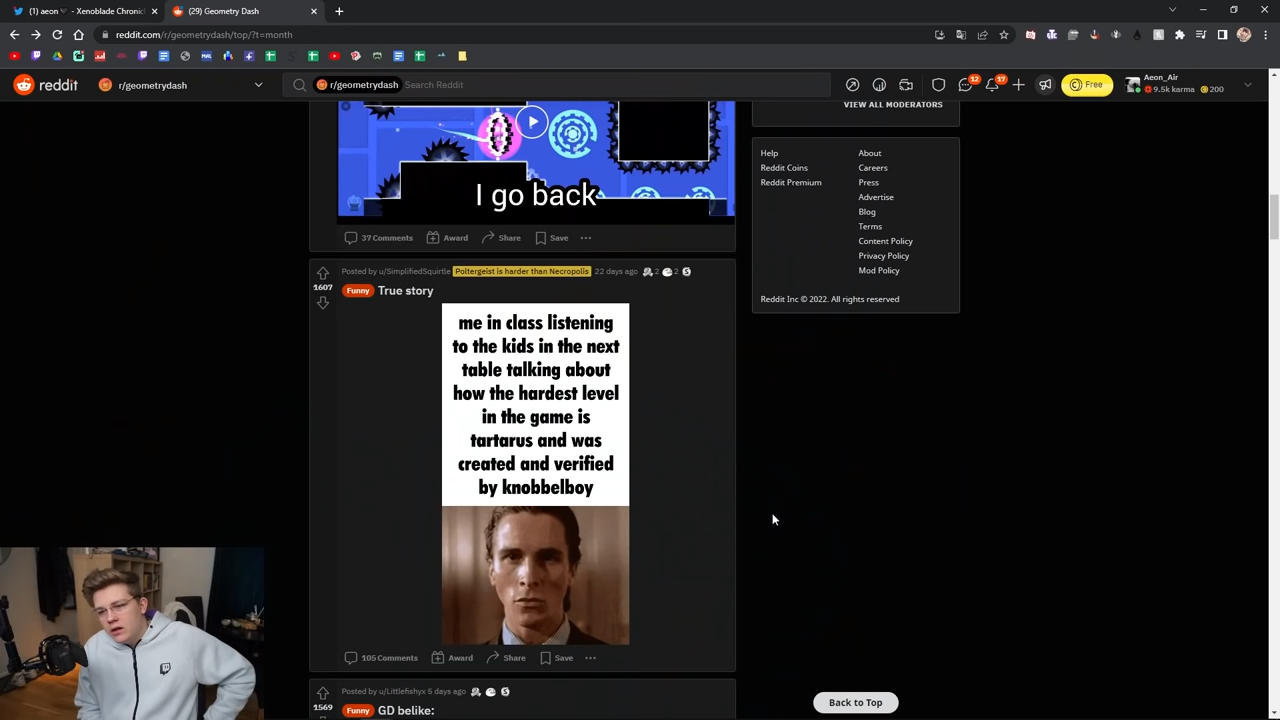 (1) aeon
- Xenoblade Chroni
(29) Geometry Dash
reddit.com/r/geometrydash/top/?t=month
reddit
r/geometrydash
r/geometrydash
Search Reddit
12
17
Free
Aeon_Air
9.5k karma
200
VIEW ALL MODERATORS
Help
About
Reddit Coins
Careers
Reddit Premium
Press
Advertise
Blog
Terms
Content Policy
Privacy Policy
Mod Policy
Reddit Inc © 2022. All rights reserved
I go back
37 Comments
Award
Share
Save
1607
Posted by u/SimplifiedSquirtle Poltergeist is harder than Necropolis 22 days ago 2 2
Funny True story
me in class listening
to the kids in the next
table talking about
how the hardest level
in the game is
tartarus and was
created and verified
by knobbelboy
105 Comments
Award
Share
Save
1569
Posted by u/Littlefishyx 5 days ago
Funny GD belike:
Back to Top